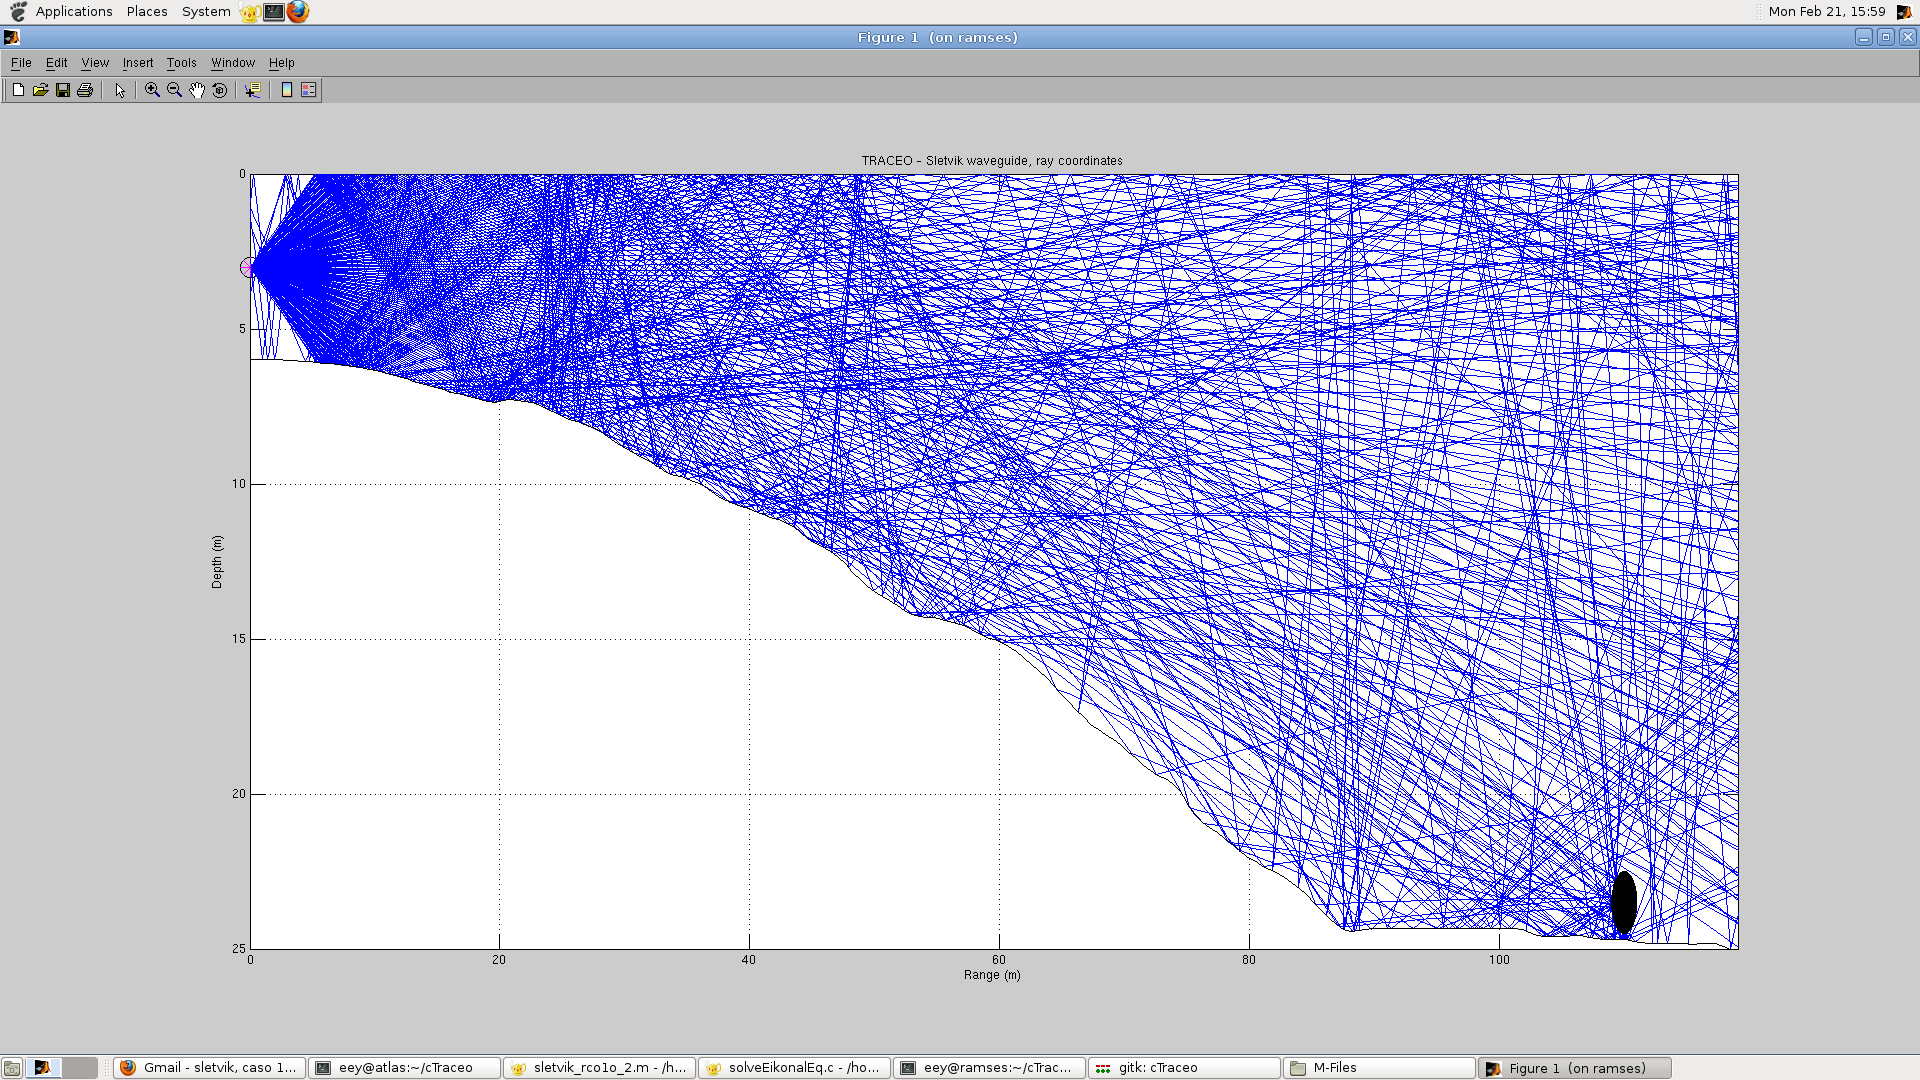 Applications Places System Mon Feb 21, 15:59
Figure 1 (on ramses)
File Edit View Insert Tools Window Help
TRACEO - Sletvik waveguide, ray coordinates
0
5
10
15
20
25
Depth (m)
0 20 40 60 80 100
Range (m)
Gmail - sletvik, caso 1... eey@atlas:~/cTraceo sletvik_rco1o_2.m - /h... solveEikonalEq.c - /ho... eey@ramses:~/cTrac... gitk: cTraceo M-Files Figure 1 (on ramses)